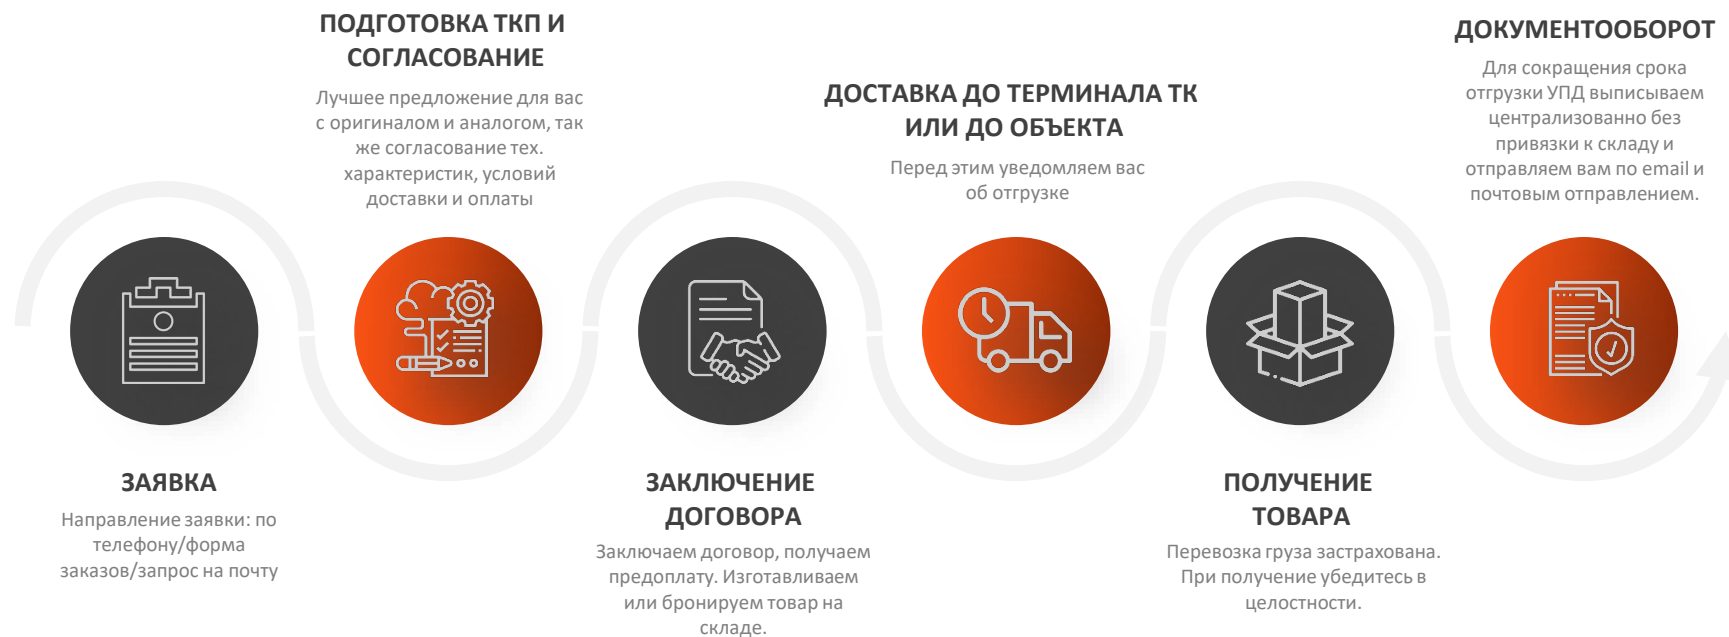 ЗАЯВКА
Направление заявки: по
телефону/форма
заказов/запрос на почту
ПОДГОТОВКА ТКП И
СОГЛАСОВАНИЕ
Лучшее предложение для вас
с оригиналом и аналогом, так
же согласование тех.
характеристик, условий
доставки и оплаты
ЗАКЛЮЧЕНИЕ
ДОГОВОРА
Заключаем договор, получаем
предоплату. Изготавливаем
или бронируем товар на
складе.
ДОСТАВКА ДО ТЕРМИНАЛА ТК
ИЛИ ДО ОБЪЕКТА
Перед этим уведомляем вас
об отгрузке
ПОЛУЧЕНИЕ
ТОВАРА
Перевозка груза застрахована.
При получение убедитесь в
целостности.
ДОКУМЕНТООБОРОТ
Для сокращения срока
отгрузки УПД выписываем
централизованно без
привязки к складу и
отправляем вам по email и
почтовым отправлением.